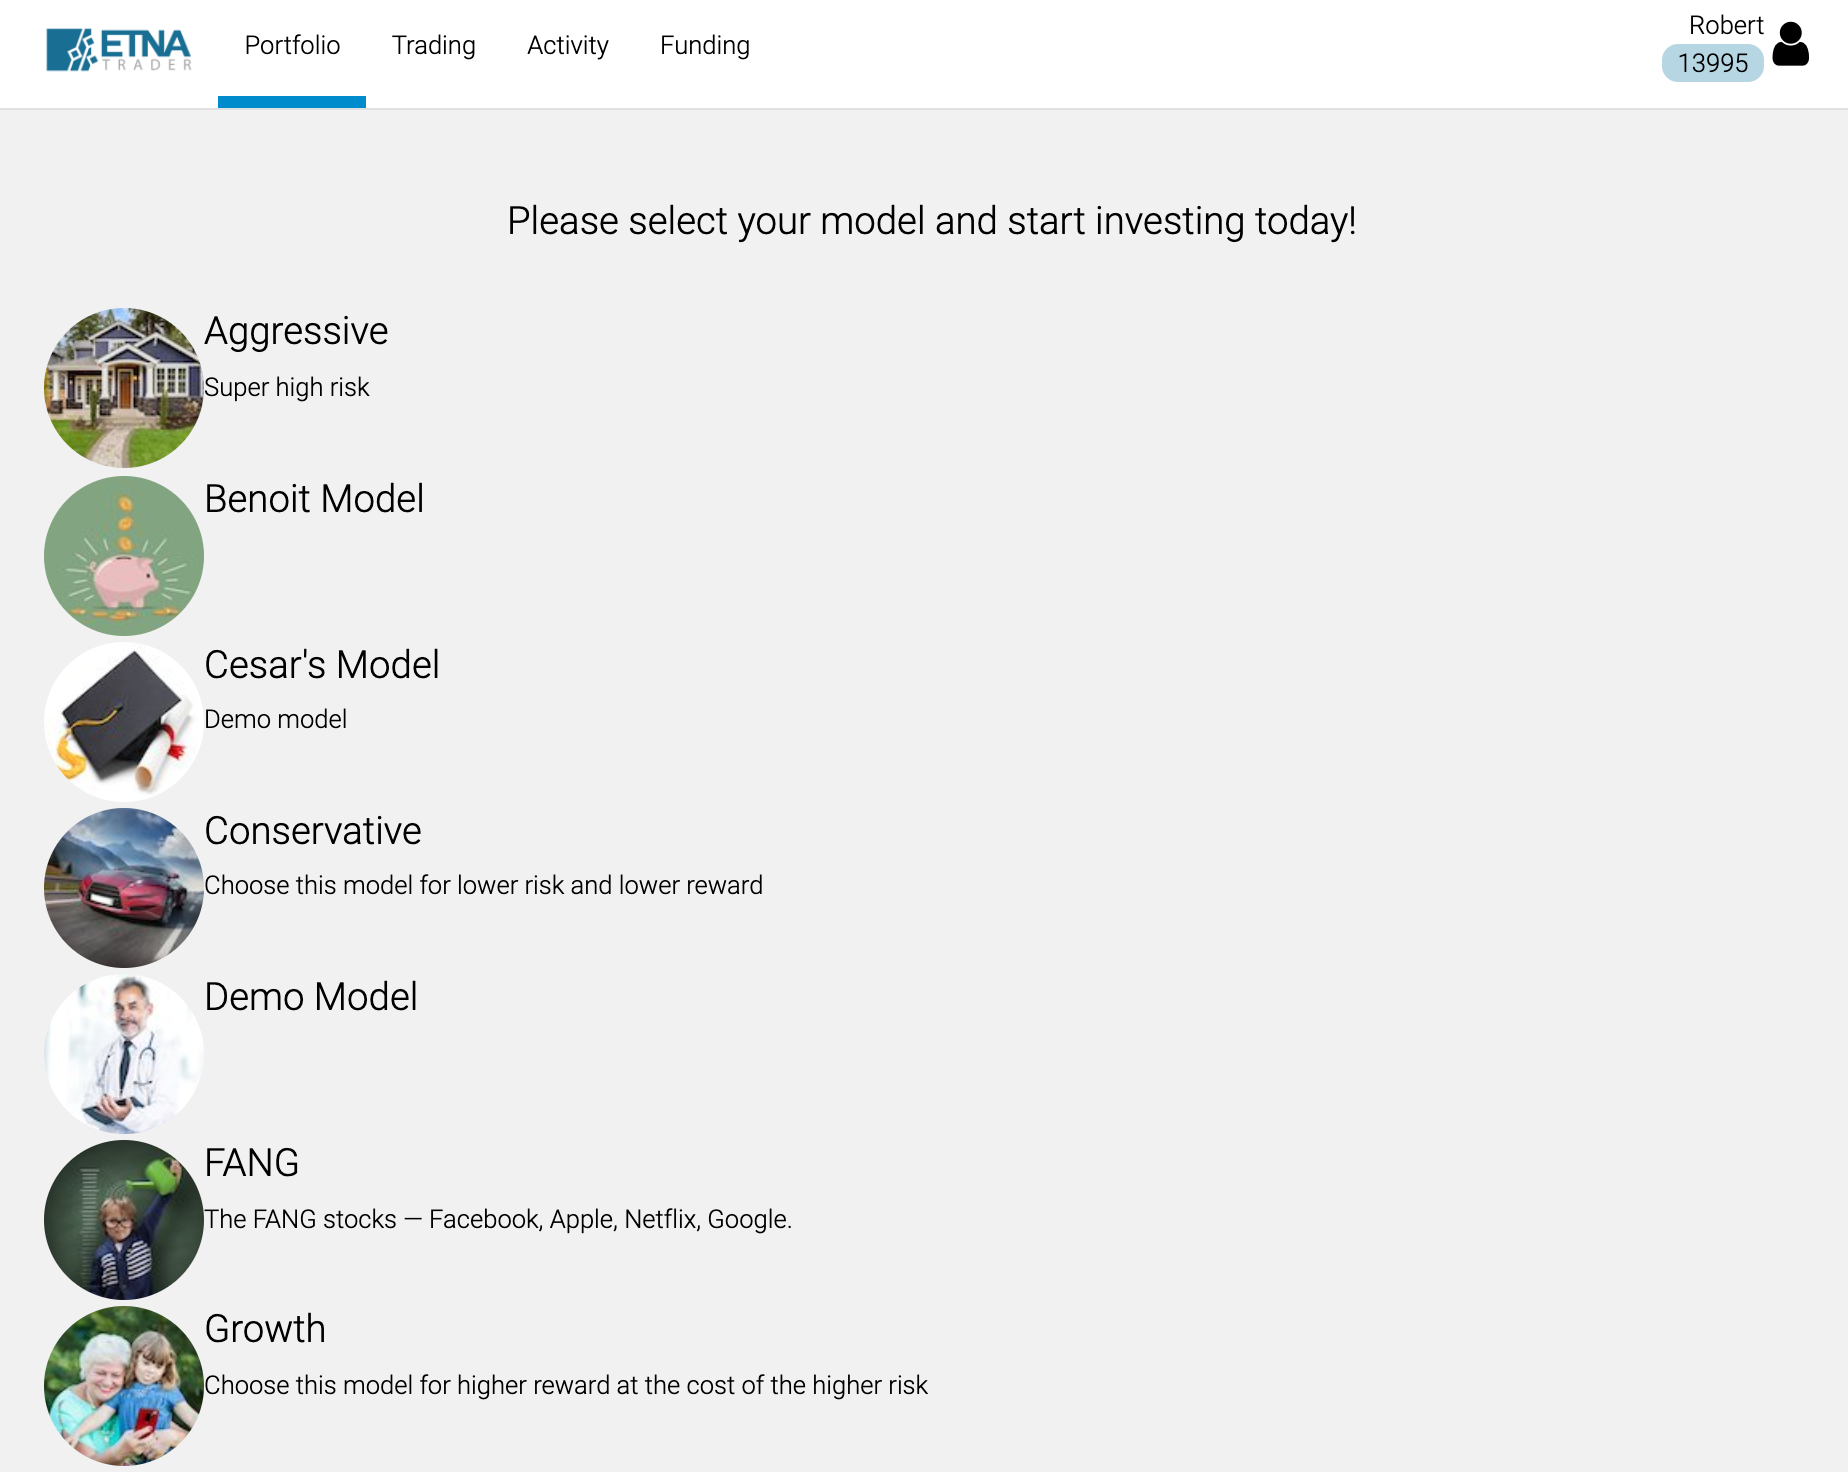 ETNA
TRADER
Portfolio
Trading
Activity
Funding
Robert
13995
Please select your model and start investing today!
Aggressive
Super high risk
Benoit Model
Cesar's Model
Demo model
Conservative
Choose this model for lower risk and lower reward
Demo Model
FANG
The FANG stocks — Facebook, Apple, Netflix, Google.
Growth
Choose this model for higher reward at the cost of the higher risk